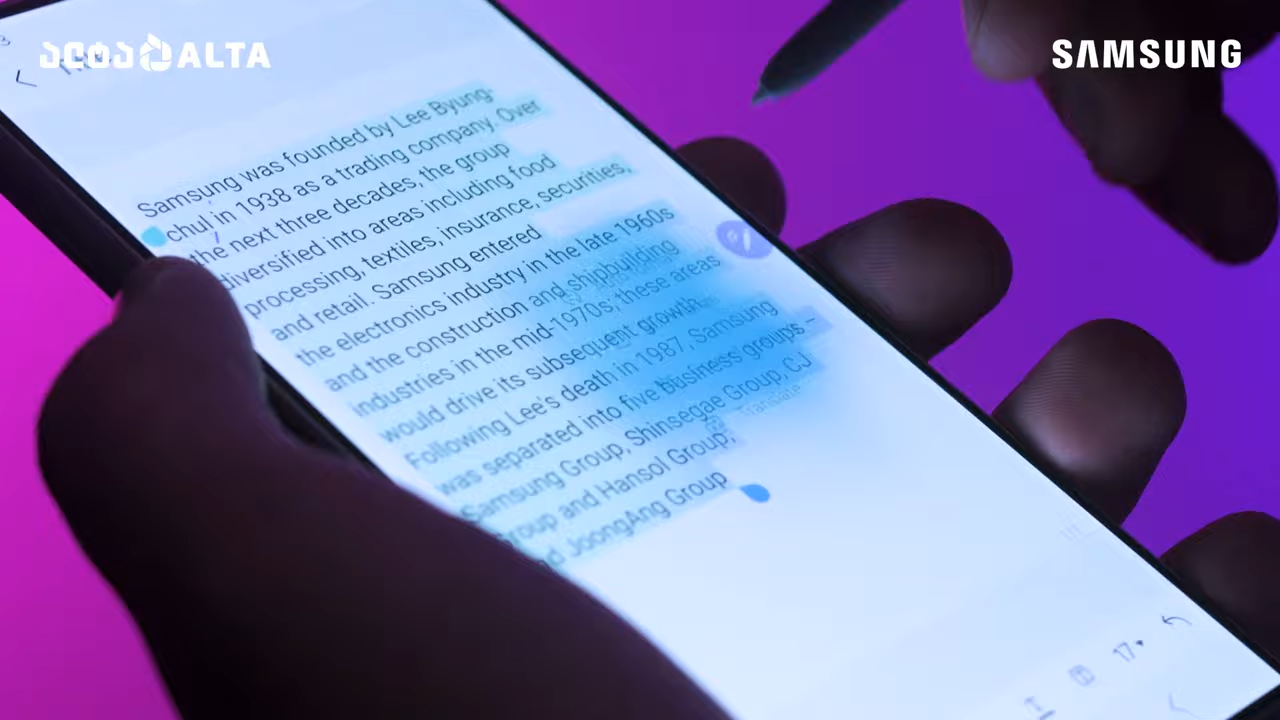 ალტა ALTA
SAMSUNG
Samsung was founded by Lee Byung-
chul in 1938 as a trading company. Over
the next three decades, the group
diversified into areas including food
processing, textiles, insurance, securities,
and retail. Samsung entered
the electronics industry in the late 1960s
and the construction and shipbuilding
industries in the mid-1970s; these areas
would drive its subsequent growth.
Following Lee's death in 1987, Samsung
was separated into five business groups –
Samsung Group, Shinsegae Group, CJ
Group and Hansol Group,
and JoongAng Group
Translate
17